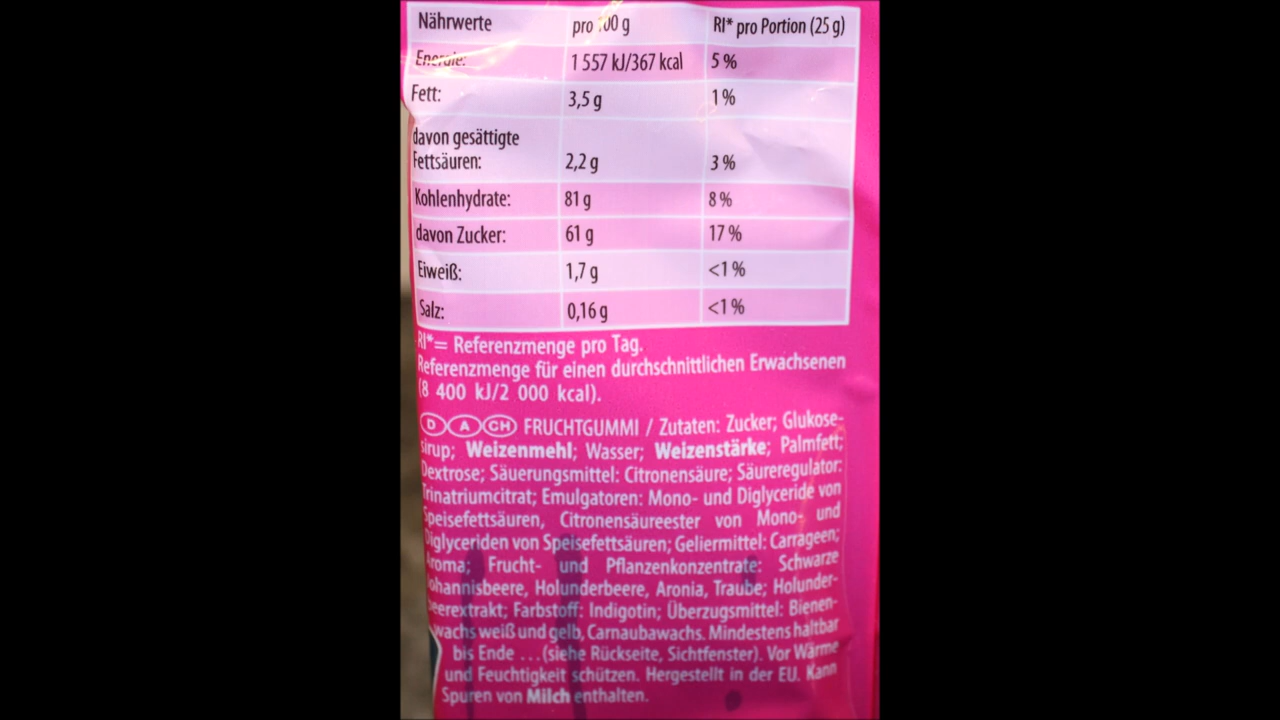 Nährwerte pro 100 g RI* pro Portion (25 g)
Energie: 1 557 kJ/367 kcal 5 %
Fett: 3,5 g 1 %
davon gesättigte
Fettsäuren: 2,2 g 3 %
Kohlenhydrate: 81 g 8 %
davon Zucker: 61 g 17 %
Eiweiß: 1,7 g <1 %
Salz: 0,16 g <1 %
RI*= Referenzmenge pro Tag.
Referenzmenge für einen durchschnittlichen Erwachsenen
(8 400 kJ/2 000 kcal).
D A CH FRUCHTGUMMI / Zutaten: Zucker; Glukose-
sirup; Weizenmehl; Wasser; Weizenstärke; Palmfett;
Dextrose; Säuerungsmittel: Citronensäure; Säureregulator:
Trinatriumcitrat; Emulgatoren: Mono- und Diglyceride von
Speisefettsäuren, Citronensäureester von Mono- und
Diglyceriden von Speisefettsäuren; Geliermittel: Carrageen;
Aroma; Frucht- und Pflanzenkonzentrate: Schwarze
Johannisbeere, Holunderbeere, Aronia, Traube; Holunder-
beerextrakt; Farbstoff: Indigotin; Überzugsmittel: Bienen-
wachs weiß und gelb, Carnaubawachs. Mindestens haltbar
bis Ende ... (siehe Rückseite, Sichtfenster). Vor Wärme
und Feuchtigkeit schützen. Hergestellt in der EU. Kann
Spuren von Milch enthalten.